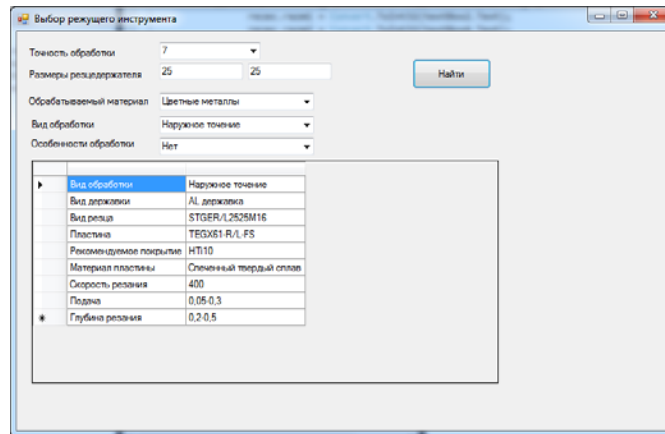 Выбор режущего инструмента
Точность обработки 7
Размеры резцедержателя 25 25
Найти
Обрабатываемый материал Цветные металлы
Вид обработки Наружное точение
Особенности обработки Нет
Вид обработки Наружное точение
Вид державки AL державка
Вид резца STGER/L2525M16
Пластина TEGX61-R/L-FS
Рекомендуемое покрытие HTi10
Материал пластины Спеченный твердый сплав
Скорость резания 400
Подача 0,05-0,3
Глубина резания 0,2-0,5